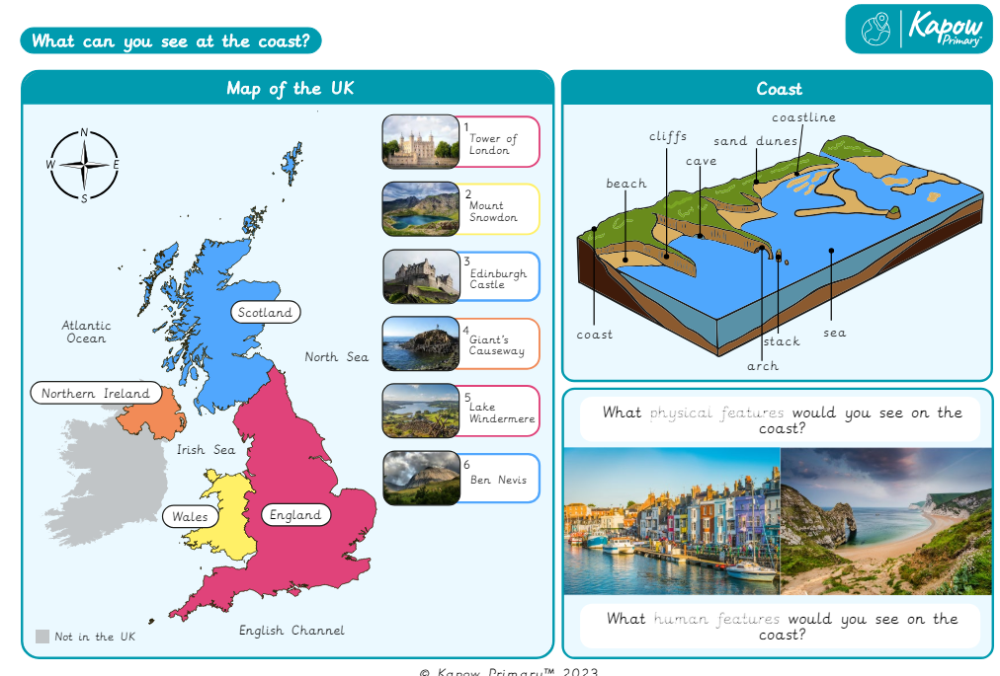 What can you see at the coast?
Kapow
Primary™
Map of the UK
N
W
E
S
1
Tower of
London
2
Mount
Snowdon
3
Edinburgh
Castle
4
Giant's
Causeway
5
Lake
Windermere
6
Ben Nevis
Scotland
Atlantic
Ocean
North Sea
Northern Ireland
Irish Sea
Wales
England
English Channel
Not in the UK
Coast
coastline
cliffs
sand dunes
cave
beach
coast
stack
sea
arch
What physical features would you see on the
coast?
What human features would you see on the
coast?
© Kapow Primary™ 2023